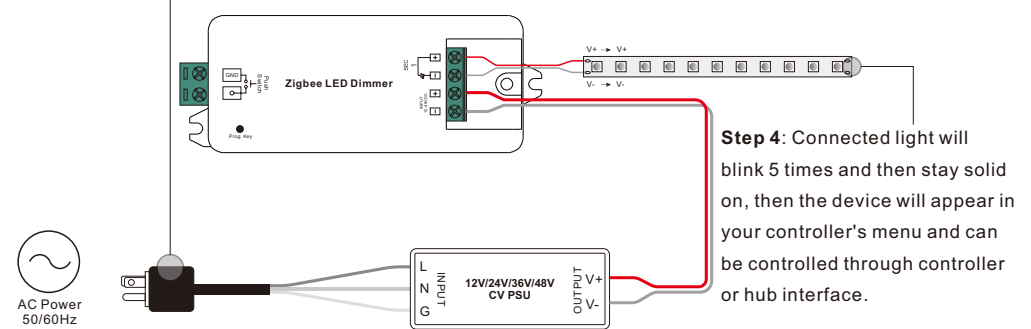 V+ --> V+
V- --> V-
SEC
1
+
-
+
-
GND
Push
Switch
Zigbee LED Dimmer
Prog. Key
Step 4: Connected light will
blink 5 times and then stay solid
on, then the device will appear in
your controller's menu and can
be controlled through controller
or hub interface.
AC Power
50/60Hz
L
N
G
INPUT
12V/24V/36V/48V
CV PSU
OUTPUT
V+
V-